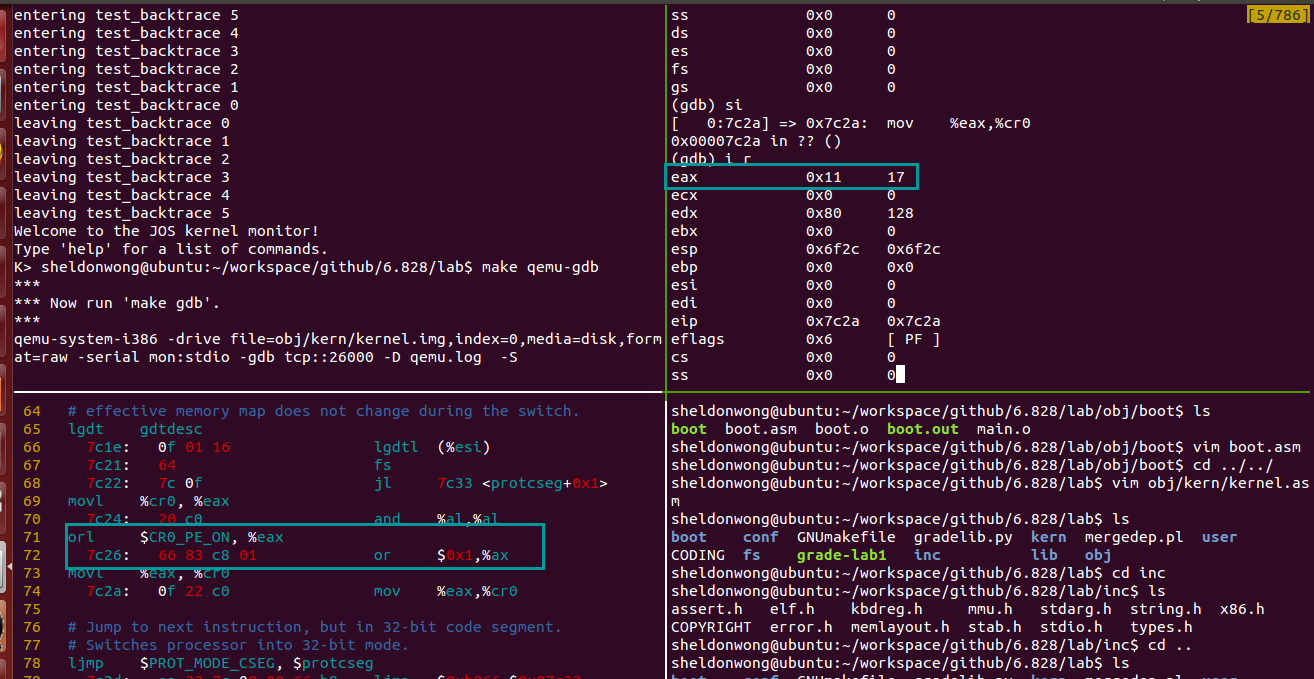 entering test_backtrace 5
entering test_backtrace 4
entering test_backtrace 3
entering test_backtrace 2
entering test_backtrace 1
entering test_backtrace 0
leaving test_backtrace 0
leaving test_backtrace 1
leaving test_backtrace 2
leaving test_backtrace 3
leaving test_backtrace 4
leaving test_backtrace 5
Welcome to the JOS kernel monitor!
Type 'help' for a list of commands.
K> sheldonwong@ubuntu:~/workspace/github/6.828/lab$ make qemu-gdb
***
*** Now run 'make gdb'.
***
qemu-system-i386 -drive file=obj/kern/kernel.img,index=0,media=disk,form
at=raw -serial mon:stdio -gdb tcp::26000 -D qemu.log  -S
[5/786]
ss 0x0 0
ds 0x0 0
es 0x0 0
fs 0x0 0
gs 0x0 0
(gdb) si
[   0:7c2a] => 0x7c2a:  mov    %eax,%cr0
0x00007c2a in ?? ()
(gdb) i r
eax 0x11 17
ecx 0x0 0
edx 0x80 128
ebx 0x0 0
esp 0x6f2c 0x6f2c
ebp 0x0 0x0
esi 0x0 0
edi 0x0 0
eip 0x7c2a 0x7c2a
eflags 0x6 [ PF ]
cs 0x0 0
ss 0x0 0
64 # effective memory map does not change during the switch.
65 lgdt    gdtdesc
66 7c1e: 0f 01 16 lgdtl  (%esi)
67 7c21: 64 fs
68 7c22: 7c 0f jl     7c33 <protcseg+0x1>
69 movl    %cr0, %eax
70 7c24: 20 c0 and    %al,%al
71 orl     $CR0_PE_ON, %eax
72 7c26: 66 83 c8 01 or     $0x1,%ax
73 movl    %eax, %cr0
74 7c2a: 0f 22 c0 mov    %eax,%cr0
75
76 # Jump to next instruction, but in 32-bit code segment.
77 # Switches processor into 32-bit mode.
78 ljmp    $PROT_MODE_CSEG, $protcseg
sheldonwong@ubuntu:~/workspace/github/6.828/lab/obj/boot$ ls
boot  boot.asm  boot.o  boot.out  main.o
sheldonwong@ubuntu:~/workspace/github/6.828/lab/obj/boot$ vim boot.asm
sheldonwong@ubuntu:~/workspace/github/6.828/lab/obj/boot$ cd ../../
sheldonwong@ubuntu:~/workspace/github/6.828/lab$ vim obj/kern/kernel.as
m
sheldonwong@ubuntu:~/workspace/github/6.828/lab$ ls
boot    conf  GNUmakefile  gradelib.py  kern  mergedep.pl  user
CODING  fs    grade-lab1   inc          lib   obj
sheldonwong@ubuntu:~/workspace/github/6.828/lab$ cd inc
sheldonwong@ubuntu:~/workspace/github/6.828/lab/inc$ ls
assert.h   elf.h    kbdreg.h     mmu.h   stdarg.h  string.h  x86.h
COPYRIGHT  error.h  memlayout.h  stab.h  stdio.h   types.h
sheldonwong@ubuntu:~/workspace/github/6.828/lab/inc$ cd ..
sheldonwong@ubuntu:~/workspace/github/6.828/lab$ ls